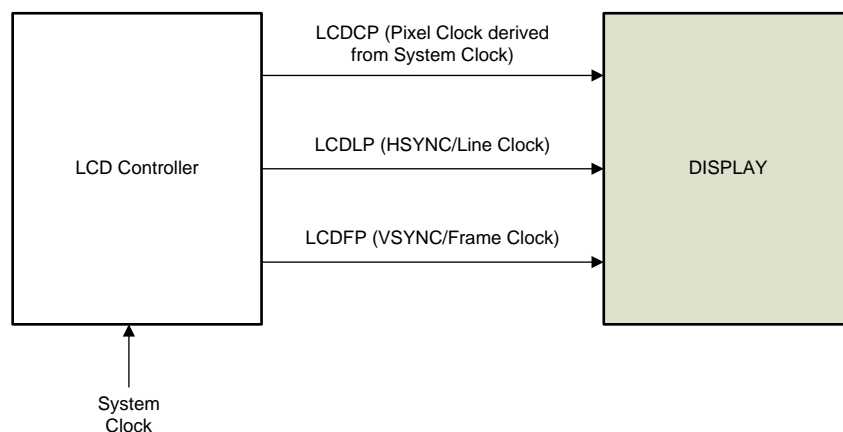 LCDCP (Pixel Clock derived
from System Clock)
LCD Controller
LCDLP (HSYNC/Line Clock)
DISPLAY
LCDFP (VSYNC/Frame Clock)
System
Clock